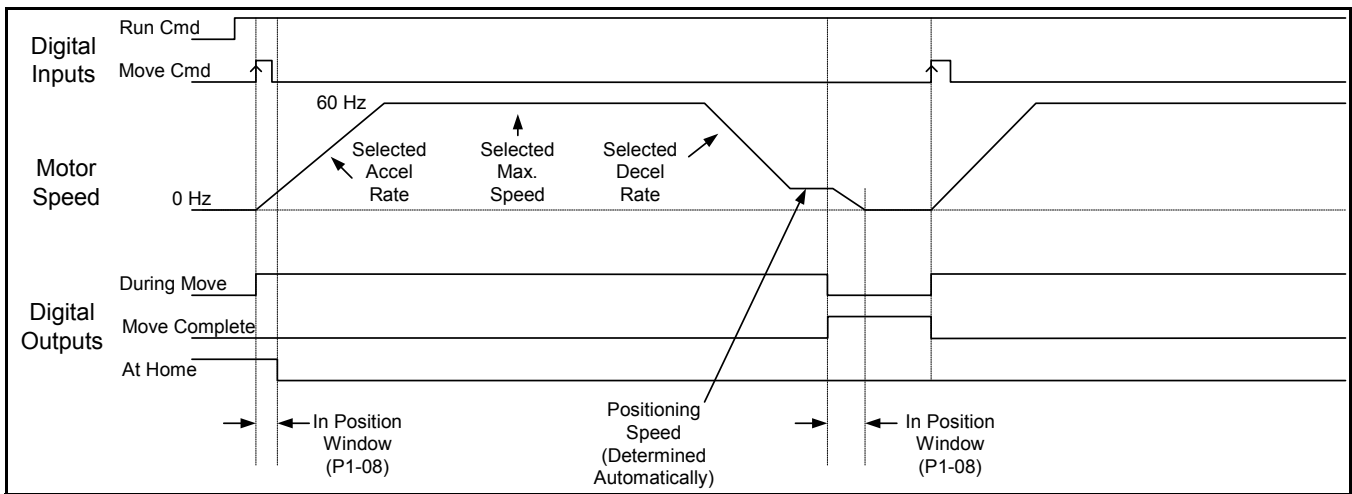 Digital
Inputs
Run Cmd
Move Cmd
Motor
Speed
60 Hz
0 Hz
Selected
Accel
Rate
Selected
Max.
Speed
Selected
Decel
Rate
Digital
Outputs
During Move
Move Complete
At Home
In Position
Window
(P1-08)
Positioning
Speed
(Determined
Automatically)
In Position
Window
(P1-08)